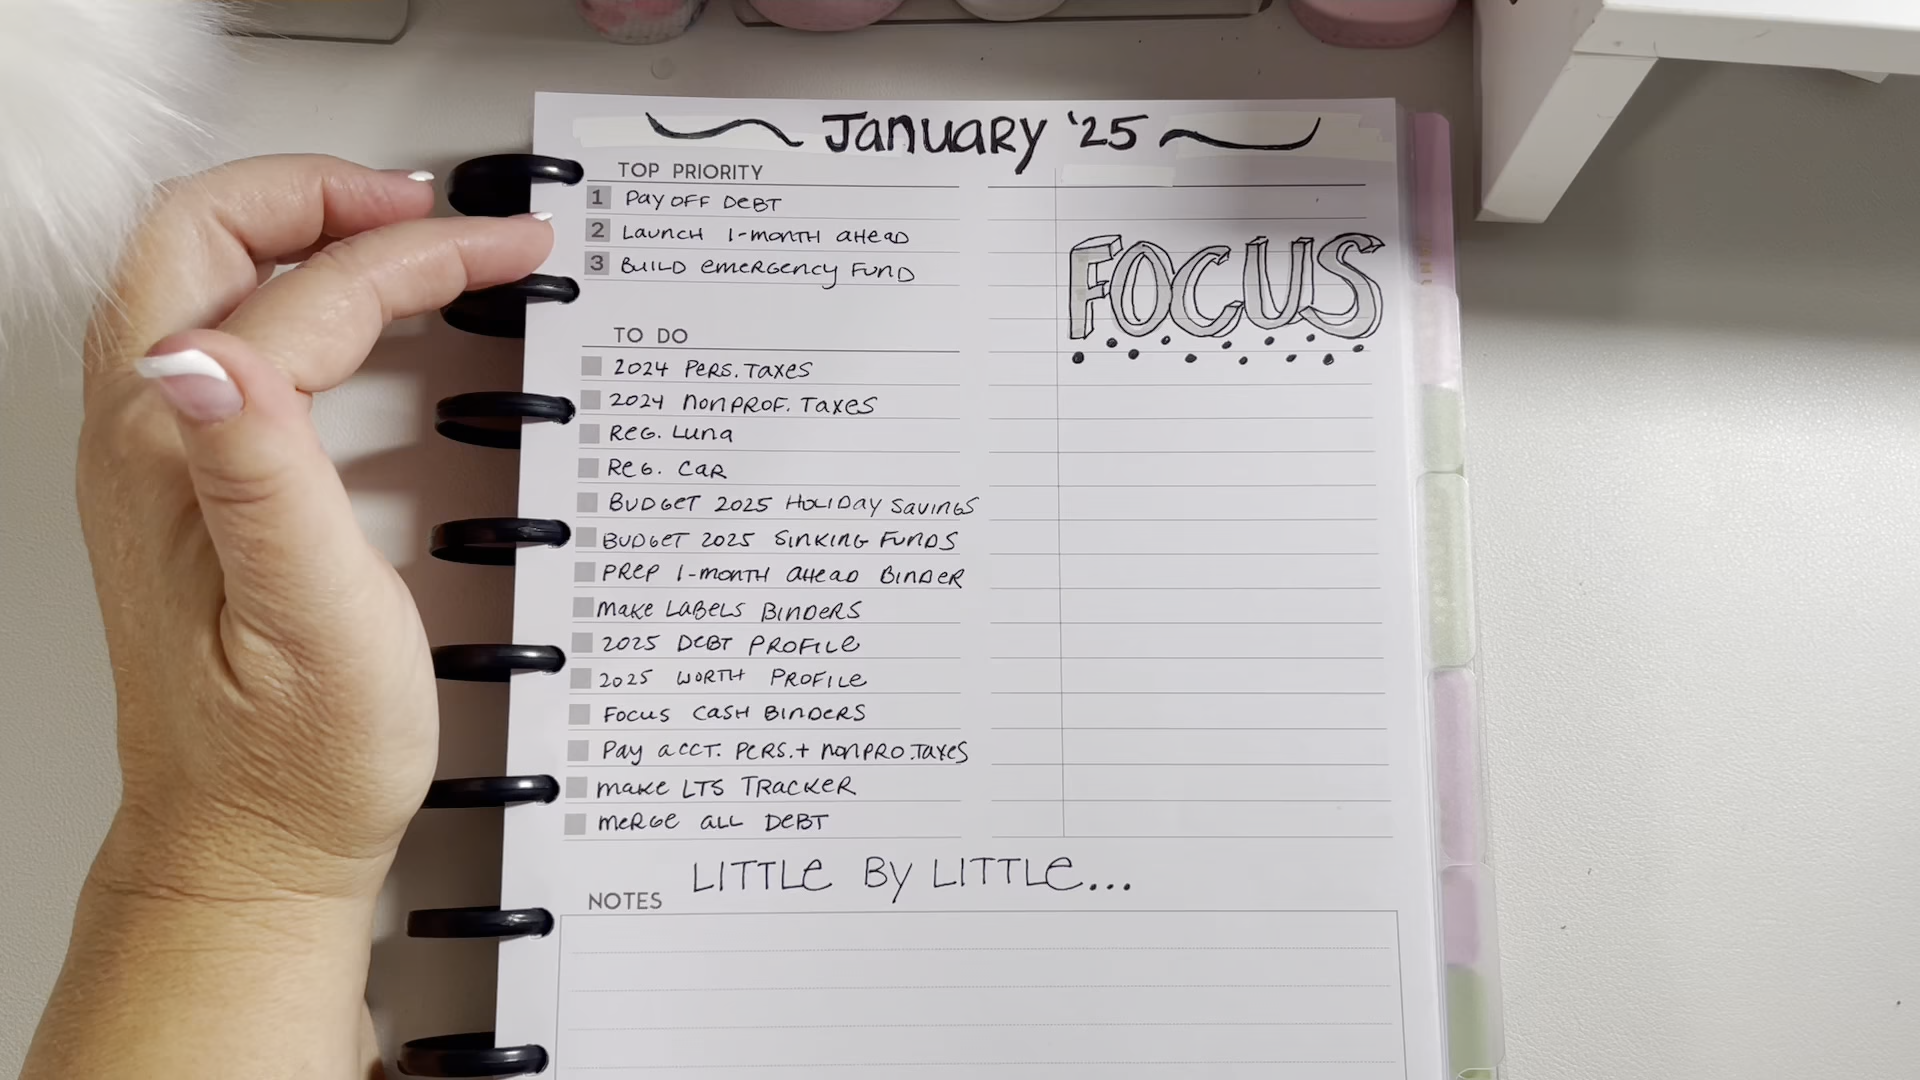 January '25
TOP PRIORITY
1 PAY OFF DEBT
2 LAUNCH 1-MONTH AHEAD
3 BUILD EMERGENCY FUND
FOCUS
TO DO
2024 PERS. TAXES
2024 NONPROF. TAXES
REG. LUNA
REG. CAR
BUDGET 2025 HOLIDAY SAVINGS
BUDGET 2025 SINKING FUNDS
PREP 1-MONTH AHEAD BINDER
MAKE LABELS BINDERS
2025 DEBT PROFILE
2025 WORTH PROFILE
FOCUS CASH BINDERS
PAY ACCT. PERS. + NONPRO. TAXES
MAKE LTS TRACKER
MERGE ALL DEBT
LITTLE BY LITTLE...
NOTES